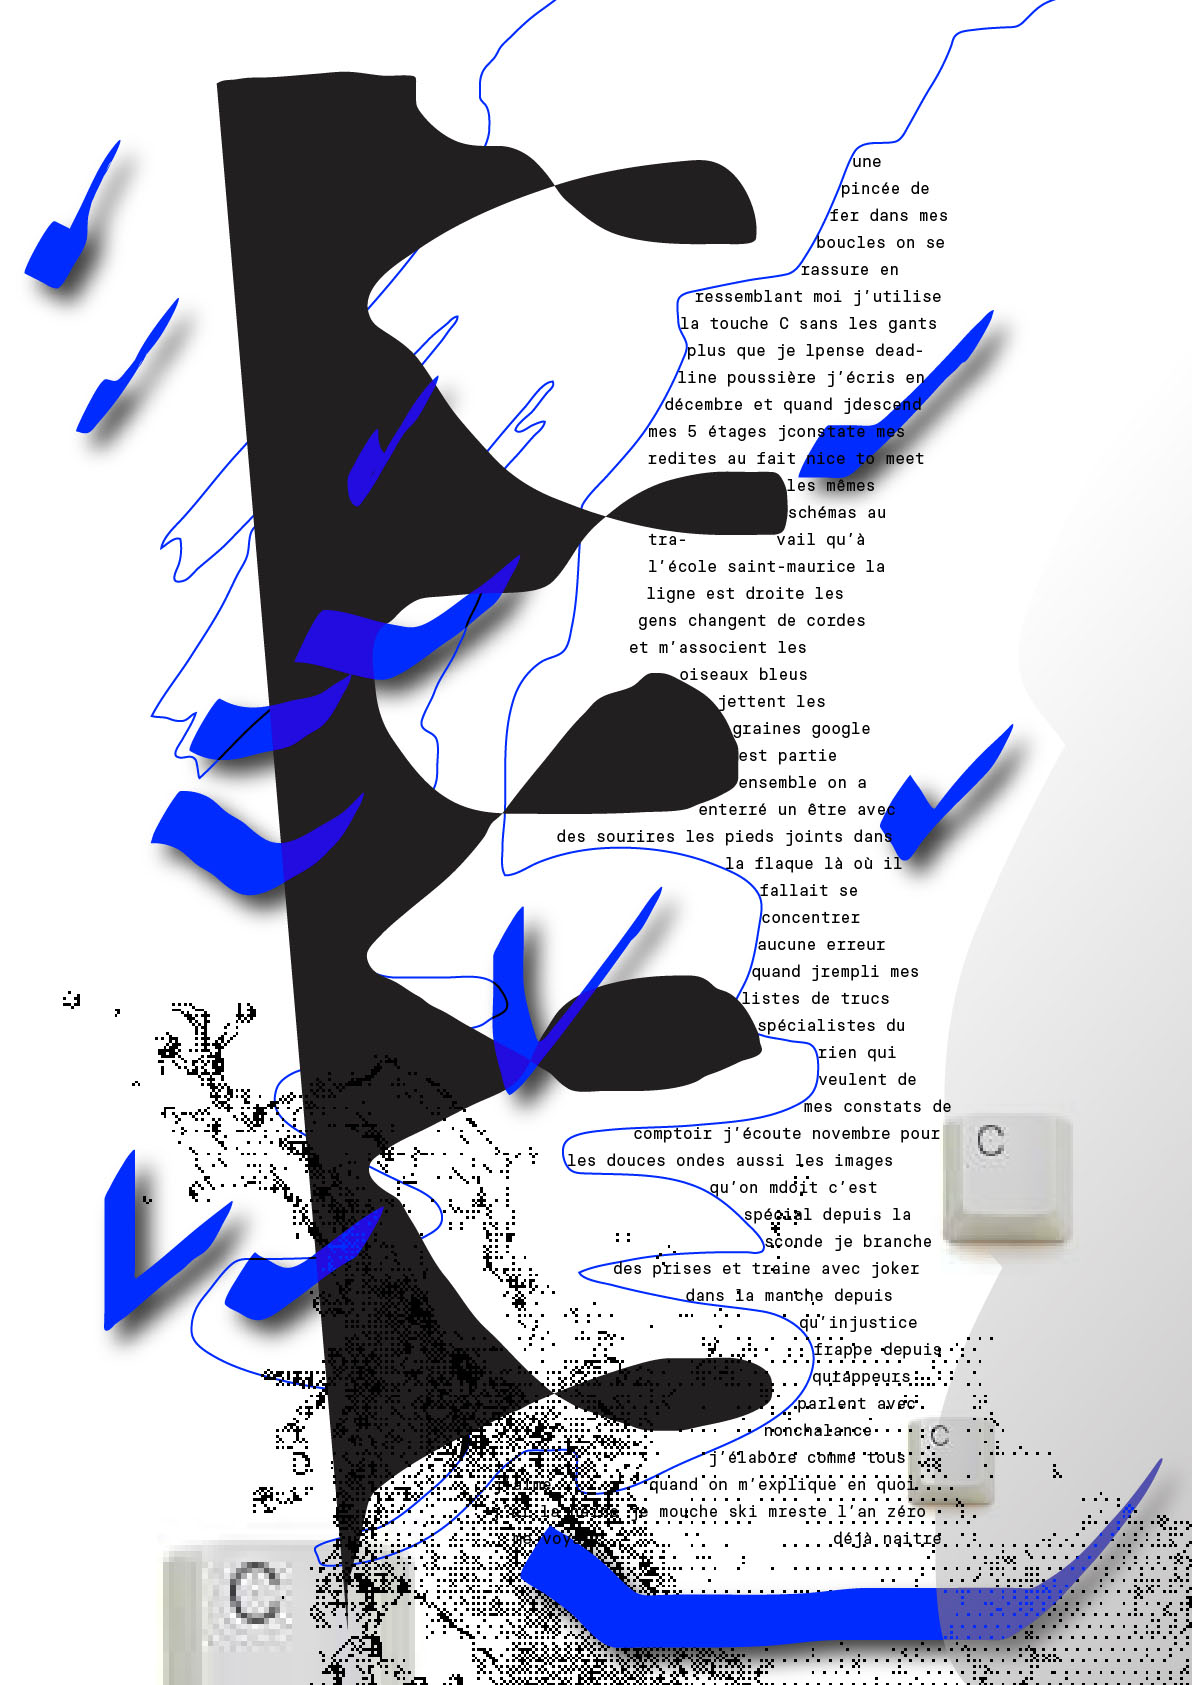 une
pincée de
fer dans mes
boucles on se
rassure en
ressemblant moi j'utilise
la touche C sans les gants
plus que je lpense dead-
line poussière j'écris en
décembre et quand jdescend
mes 5 étages jconstate mes
redites au fait nice to meet
les mêmes
schémas au
tra- vail qu'à
l'école saint-maurice la
ligne est droite les
gens changent de cordes
et m'associent les
oiseaux bleus
jettent les
graines google
est partie
ensemble on a
enterré un être avec
des sourires les pieds joints dans
la flaque là où il
fallait se
concentrer
aucune erreur
quand jrempli mes
listes de trucs
spécialistes du
rien qui
veulent de
mes constats de
comptoir j'écoute novembre pour
les douces ondes aussi les images
qu'on mdoit c'est
spécial depuis la
sconde je branche
des prises et treine avec joker
dans la manche depuis
qu'injustice
frappe depuis
qutappeurs
parlent avec
nonchalance
j'élabore comme tous
quand on m'explique en quoi
je mouche ski mreste l'an zéro
déjà naitre
C
C
C